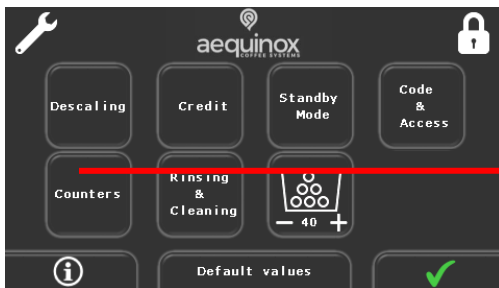 aequinox
COFFEE SYSTEMS
Descaling
Credit
Standby
Mode
Code
&
Access
Counters
Rinsing
&
Cleaning
— 40 +
i
Default values